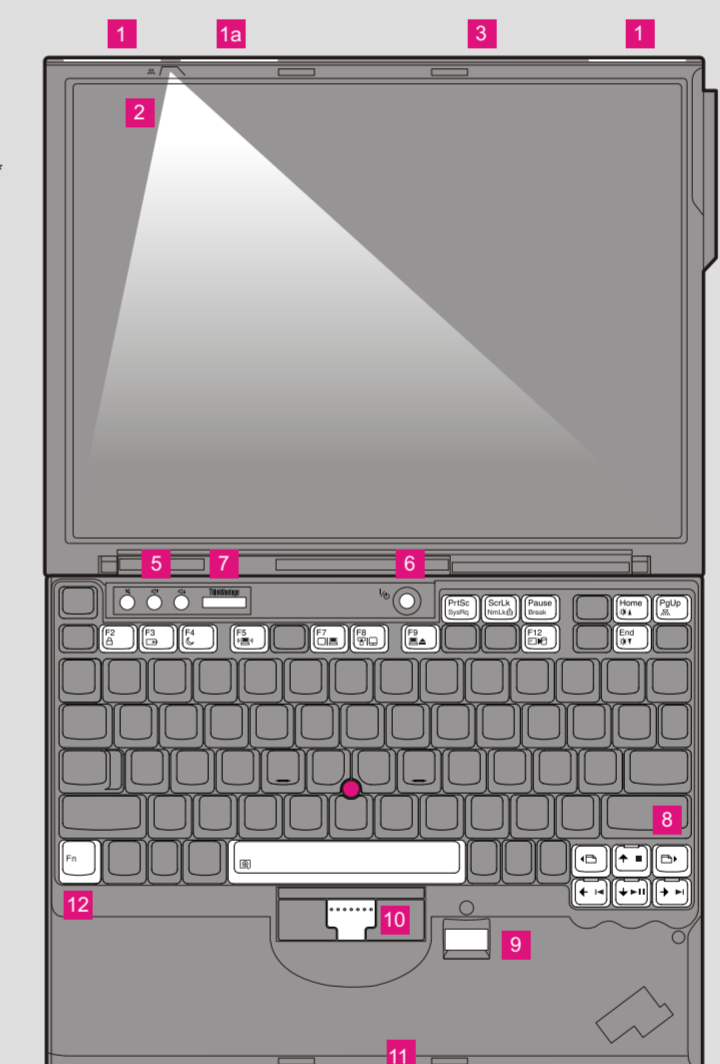 1 1a 3 1
2
5 7 6
ThinkVantage
PrtSc ScrLk Pause Home PgUp
SysRq NmLk Break
F2 F3 F4 F5 F7 F8 F9 F12 End
8
Fn
12
10
9
11